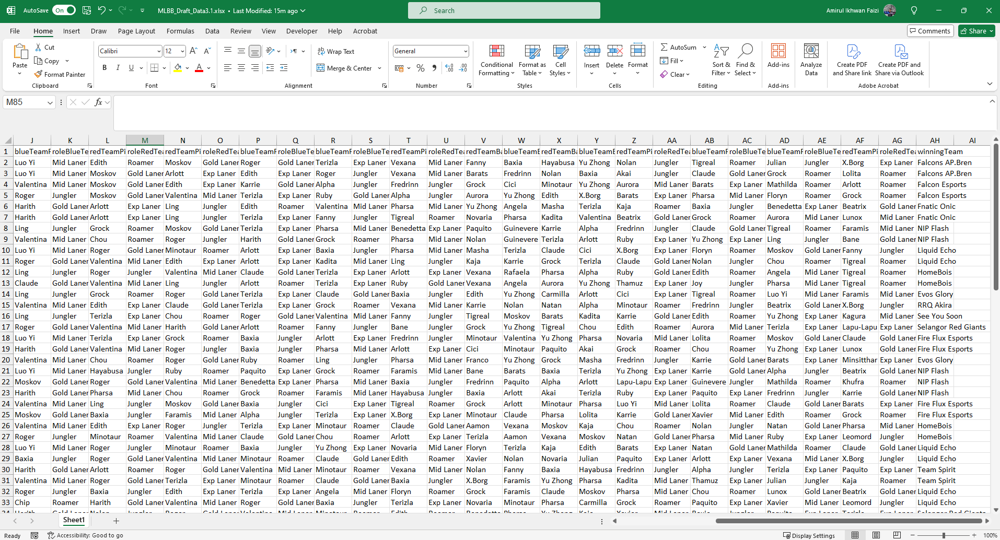 AutoSave On MLBB_Draft_Data3.1.xlsx • Last Modified: 15m ago Search Amirul Ikhwan Faizi
File Home Insert Draw Page Layout Formulas Data Review View Developer Help Acrobat Comments Share
Paste Cut Copy Format Painter Clipboard
Calibri 12 B I U A Font
Wrap Text Merge & Center Alignment
General % Number
Conditional Formatting Format as Table Cell Styles Styles
Insert Delete Format Cells
AutoSum Fill Clear Sort & Filter Find & Select Editing
Add-ins Add-ins
Analyze Data
Create PDF and Share link Create PDF and Share via Outlook Adobe Acrobat
M85 fx
J K L M N O P Q R S T U V W X Y Z AA AB AC AD AE AF AG AH AI
1 blueTeamP roleBlueTe redTeamPi roleRedTea redTeamPi roleRedTea blueTeamP roleBlueTe blueTeamP roleBlueTe redTeamPi roleRedTea redTeamBa blueTeamB redTeamBa blueTeamB redTeamPi roleRedTea blueTeamP roleBlueTe blueTeamP roleBlueTe redTeamPi roleRedTea winningTeam
2 Luo Yi Mid Laner Edith Roamer Moskov Gold Laner Roger Gold Laner Terizla Exp Laner Vexana Mid Laner Fanny Baxia Hayabusa Yu Zhong Nolan Jungler Tigreal Roamer Julian Jungler X.Borg Exp Laner Falcons AP.Bren
3 Luo Yi Mid Laner Moskov Gold Laner Arlott Exp Laner Edith Exp Laner Roger Jungler Vexana Mid Laner Barats Fredrinn Nolan Baxia Akai Jungler Claude Gold Laner Grock Roamer Lolita Roamer Falcons AP.Bren
4 Valentina Mid Laner Moskov Gold Laner Edith Exp Laner Karrie Gold Laner Alpha Jungler Fredrinn Jungler Grock Cici Minotaur Yu Zhong Aurora Mid Laner Barats Exp Laner Mathilda Roamer Arlott Roamer Falcon Esports
5 Roger Jungler Moskov Gold Laner Valentina Mid Laner Terizla Exp Laner Ruby Gold Laner Alpha Jungler Aurora Yu Zhong Edith X.Borg Barats Exp Laner Pharsa Mid Laner Floryn Roamer Grock Roamer Falcon Esports
6 Harith Gold Laner Arlott Exp Laner Ling Jungler Edith Roamer Valentina Mid Laner Pharsa Mid Laner Yu Zhong Angela Masha Terizla Kaja Roamer Baxia Jungler Benedetta Exp Laner Beatrix Gold Laner Fnatic Onic
7 Harith Gold Laner Arlott Exp Laner Ling Jungler Terizla Exp Laner Fanny Jungler Tigreal Roamer Novaria Pharsa Kadita Valentina Beatrix Gold Laner Grock Roamer Aurora Mid Laner Lunox Mid Laner Fnatic Onic
8 Ling Jungler Grock Roamer Moskov Gold Laner Terizla Exp Laner Pharsa Mid Laner Benedetta Exp Laner Paquito Guinevere Karrie Alpha Fredrinn Jungler Claude Gold Laner Tigreal Roamer Faramis Mid Laner NIP Flash
9 Valentina Mid Laner Chou Roamer Roger Jungler Harith Gold Laner Grock Roamer Pharsa Mid Laner Nolan Guinevere Terizla Arlott Ruby Exp Laner Yu Zhong Exp Laner Ling Jungler Bane Gold Laner NIP Flash
10 Luo Yi Mid Laner Roger Gold Laner Minotaur Roamer Arlott Exp Laner Baxia Jungler Pharsa Mid Laner Masha Terizla Claude Cici X.Borg Exp Laner Floryn Roamer Moskov Gold Laner Fanny Jungler Liquid Echo
11 Roger Gold Laner Valentina Mid Laner Edith Exp Laner Arlott Exp Laner Kadita Mid Laner Ling Jungler Kaja Karrie Grock Terizla Claude Gold Laner Nolan Jungler Chou Roamer Tigreal Roamer Liquid Echo
12 Ling Jungler Roger Jungler Valentina Mid Laner Claude Gold Laner Terizla Exp Laner Arlott Exp Laner Vexana Rafaela Pharsa Alpha Ruby Gold Laner Edith Roamer Angela Mid Laner Tigreal Roamer HomeBois
13 Claude Gold Laner Valentina Mid Laner Ling Jungler Arlott Roamer Terizla Exp Laner Ruby Gold Laner Vexana Angela Aurora Yu Zhong Thamuz Exp Laner Joy Jungler Pharsa Mid Laner Tigreal Roamer HomeBois
14 Ling Jungler Grock Roamer Roger Gold Laner Terizla Exp Laner Claude Gold Laner Baxia Jungler Edith Yu Zhong Carmilla Arlott Cici Exp Laner Tigreal Roamer Luo Yi Mid Laner Faramis Mid Laner Evos Glory
15 Valentina Mid Laner Edith Exp Laner Claude Gold Laner Terizla Exp Laner Grock Roamer Vexana Mid Laner Karrie Nolan Natan Alpha Minotaur Roamer Fredrinn Jungler Beatrix Gold Laner X.Borg Jungler RRQ Akira
16 Ling Jungler Terizla Exp Laner Chou Roamer Roger Gold Laner Valentina Mid Laner Fanny Jungler Tigreal Moskov Barats Kadita Karrie Gold Laner Edith Roamer Yu Zhong Exp Laner Kagura Mid Laner See You Soon
17 Roger Gold Laner Valentina Mid Laner Harith Gold Laner Arlott Roamer Fanny Jungler Bane Jungler Grock Yu Zhong Tigreal Chou Edith Roamer Aurora Mid Laner Terizla Exp Laner Lapu-Lapu Exp Laner Selangor Red Giants
18 Luo Yi Mid Laner Terizla Exp Laner Grock Roamer Baxia Jungler Arlott Exp Laner Fredrinn Jungler Minotaur Valentina Yu Zhong Pharsa Novaria Mid Laner Lolita Roamer Moskov Gold Laner Claude Gold Laner Fire Flux Esports
19 Harith Gold Laner Valentina Mid Laner Roger Jungler Baxia Jungler Pharsa Mid Laner Arlott Exp Laner Cici Minotaur Paquito Akai Grock Roamer Chou Roamer Yu Zhong Exp Laner Lunox Gold Laner Fire Flux Esports
20 Valentina Mid Laner Chou Roamer Roger Gold Laner Ruby Roamer Ling Jungler Pharsa Mid Laner Franco Yu Zhong Grock Masha Fredrinn Jungler Karrie Gold Laner Barats Exp Laner Minsitthar Exp Laner Evos Glory
21 Luo Yi Mid Laner Hayabusa Jungler Ruby Roamer Paquito Exp Laner Grock Roamer Faramis Mid Laner Bane Barats Baxia Terizla Yu Zhong Exp Laner Karrie Gold Laner Alpha Jungler Beatrix Gold Laner NIP Flash
22 Moskov Gold Laner Roger Gold Laner Valentina Mid Laner Benedetta Exp Laner Pharsa Mid Laner Baxia Jungler Fredrinn Paquito Alpha Arlott Lapu-Lapu Exp Laner Guinevere Jungler Mathilda Roamer Khufra Roamer NIP Flash
23 Harith Gold Laner Pharsa Mid Laner Chou Roamer Grock Roamer Faramis Mid Laner Hayabusa Jungler Baxia Arlott Akai Terizla Ruby Exp Laner Paquito Exp Laner Fredrinn Jungler Karrie Gold Laner NIP Flash
24 Valentina Mid Laner Ling Jungler Moskov Gold Laner Baxia Jungler Cici Exp Laner Tigreal Roamer Grock Arlott Minotaur Pharsa Luo Yi Mid Laner Lolita Roamer Claude Gold Laner Barats Exp Laner Fire Flux Esports
25 Moskov Gold Laner Baxia Jungler Faramis Mid Laner Alpha Jungler Terizla Exp Laner X.Borg Exp Laner Minotaur Claude Pharsa Lolita Karrie Gold Laner Xavier Mid Laner Edith Roamer Grock Roamer Fire Flux Esports
26 Valentina Mid Laner Edith Exp Laner Roger Jungler Terizla Exp Laner Minotaur Roamer Claude Gold Laner Aamon Vexana Moskov Kaja Chou Roamer Nolan Jungler Natan Gold Laner Pharsa Mid Laner HomeBois
27 Roger Jungler Minotaur Roamer Valentina Mid Laner Claude Gold Laner Chou Roamer Arlott Exp Laner Terizla Aamon Vexana Moskov Natan Gold Laner Pharsa Mid Laner Ruby Exp Laner Leomord Jungler HomeBois
28 Luo Yi Mid Laner Roger Jungler Minotaur Roamer Baxia Jungler Yu Zhong Exp Laner Novaria Mid Laner Floryn Terizla Kaja Edith Barats Exp Laner Natan Gold Laner Mathilda Roamer Claude Gold Laner Liquid Echo
29 Baxia Jungler Roger Gold Laner Valentina Mid Laner Minotaur Roamer Claude Gold Laner Edith Roamer Xavier Nolan Novaria Julian Paquito Exp Laner Arlott Exp Laner Vexana Mid Laner X.Borg Jungler Liquid Echo
30 Harith Gold Laner Arlott Roamer Roger Gold Laner Valentina Mid Laner Minotaur Roamer Vexana Mid Laner Nolan Fanny Baxia Hayabusa Fredrinn Jungler Alpha Jungler Terizla Exp Laner Paquito Exp Laner Team Spirit
31 Valentina Mid Laner Roger Gold Laner Terizla Exp Laner Minotaur Roamer Claude Gold Laner Baxia Jungler X.Borg Faramis Yu Zhong Pharsa Kadita Mid Laner Thamuz Exp Laner Julian Jungler Kaja Roamer Team Spirit
32 Roger Jungler Baxia Jungler Edith Exp Laner Terizla Exp Laner Angela Mid Laner Floryn Roamer Grock Faramis Claude Moskov Pharsa Mid Laner Chou Roamer Lunox Gold Laner Beatrix Gold Laner Liquid Echo
33 Chip Roamer Harith Gold Laner Valentina Mid Laner Roger Gold Laner Baxia Jungler Terizla Exp Laner Novaria Minotaur Pharsa Carmilla Grock Roamer Paquito Exp Laner Xavier Mid Laner Leomord Jungler Liquid Echo
Sheet1
Ready Accessibility: Good to go Display Settings 100%